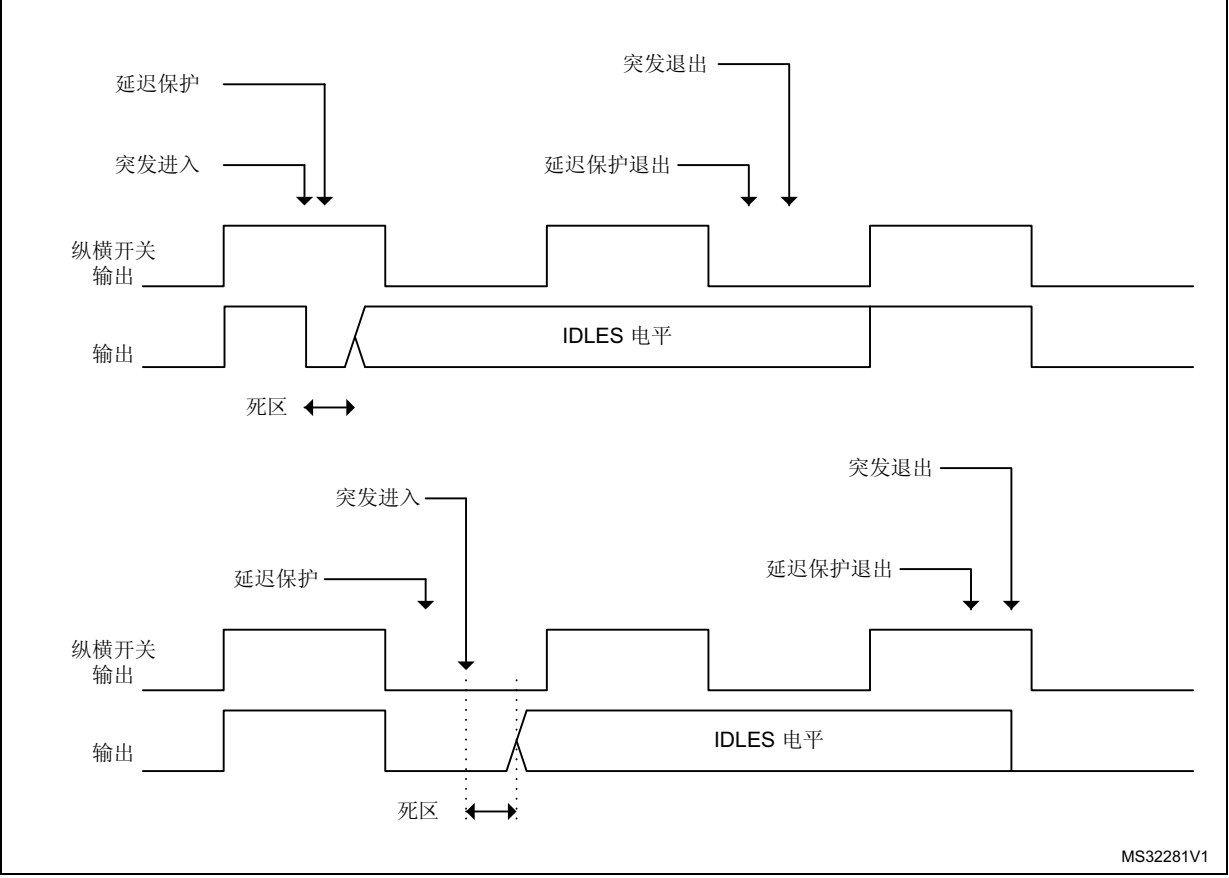 突发退出
延迟保护
突发进入
延迟保护退出
纵横开关
输出
IDLES 电平
输出
死区
突发退出
突发进入
延迟保护退出
延迟保护
纵横开关
输出
IDLES 电平
输出
死区
MS32281V1